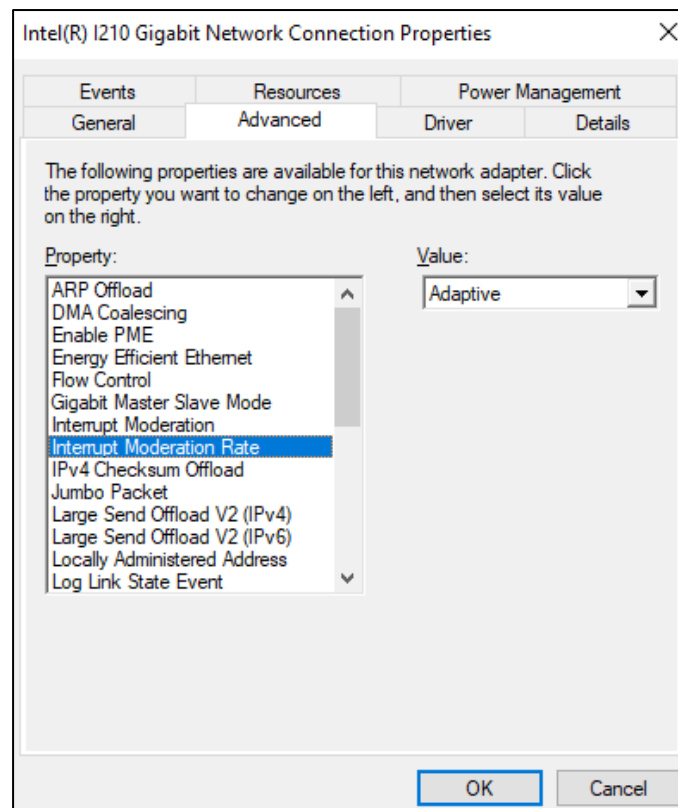 Intel(R) I210 Gigabit Network Connection Properties
Events Resources Power Management
General Advanced Driver Details
The following properties are available for this network adapter. Click
the property you want to change on the left, and then select its value
on the right.
Property: Value:
ARP Offload Adaptive
DMA Coalescing
Enable PME
Energy Efficient Ethernet
Flow Control
Gigabit Master Slave Mode
Interrupt Moderation
Interrupt Moderation Rate
IPv4 Checksum Offload
Jumbo Packet
Large Send Offload V2 (IPv4)
Large Send Offload V2 (IPv6)
Locally Administered Address
Log Link State Event
OK Cancel